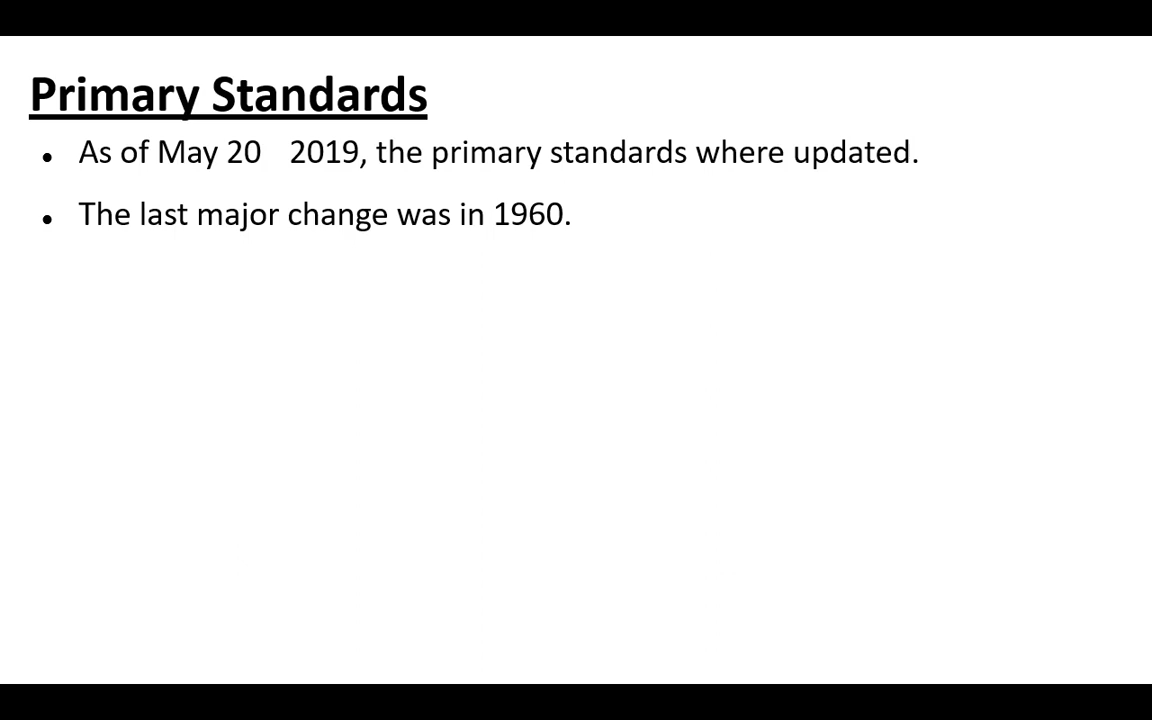 Primary Standards
• As of May 20 2019, the primary standards where updated.
• The last major change was in 1960.